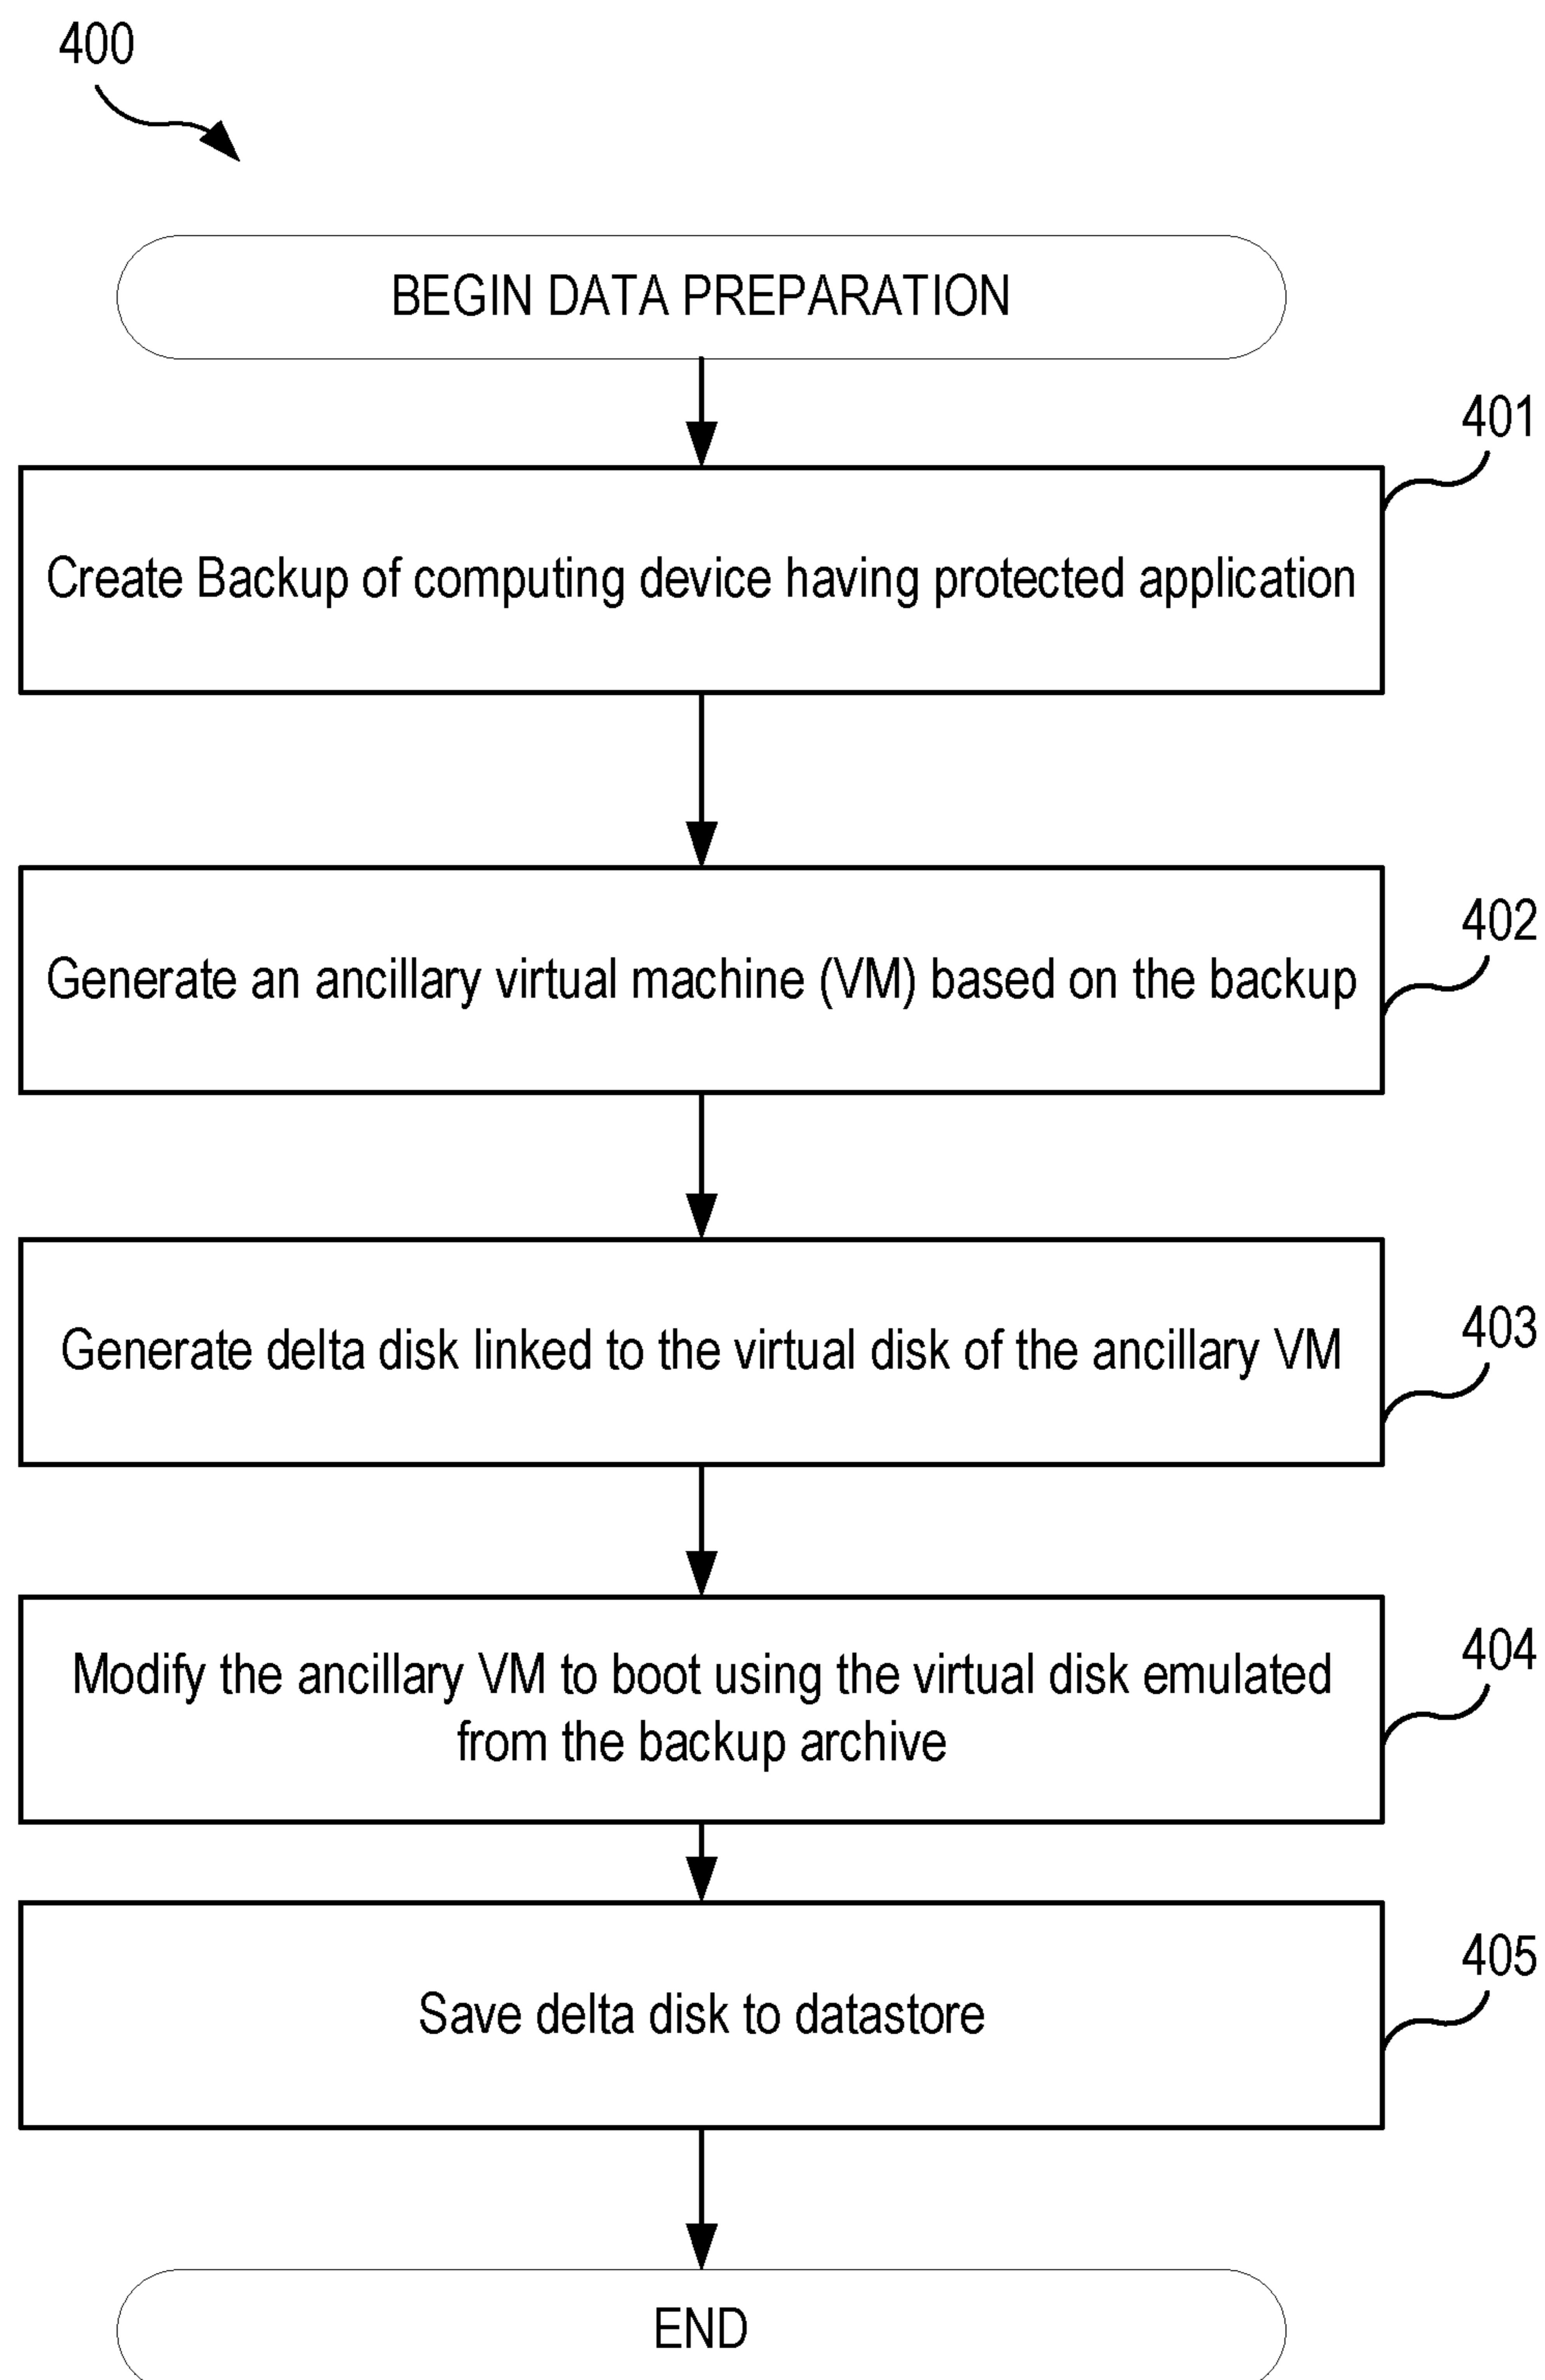 400
BEGIN DATA PREPARATION
401
Create Backup of computing device having protected application
402
Generate an ancillary virtual machine (VM) based on the backup
403
Generate delta disk linked to the virtual disk of the ancillary VM
404
Modify the ancillary VM to boot using the virtual disk emulated
from the backup archive
405
Save delta disk to datastore
END